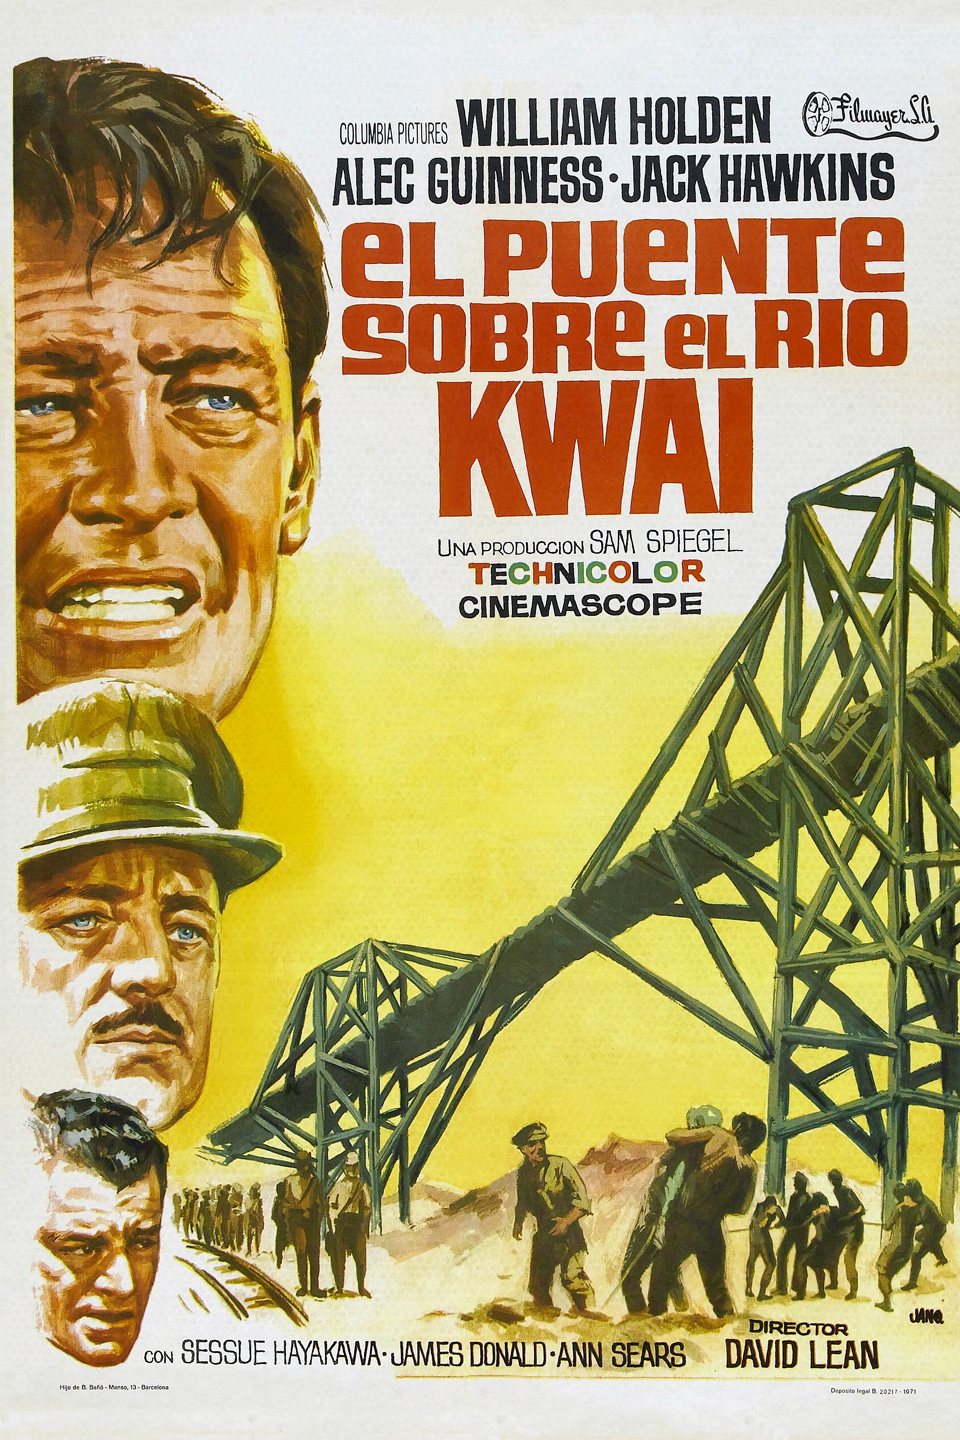 COLUMBIA PICTURES WILLIAM HOLDEN
Filmayer S.A.
ALEC GUINNESS · JACK HAWKINS
EL PUENTE
SOBRE EL RIO
KWAI
UNA PRODUCCION SAM SPIEGEL
TECHNICOLOR
CINEMASCOPE
JANO
DIRECTOR
CON SESSUE HAYAKAWA · JAMES DONALD · ANN SEARS DAVID LEAN
Hijo de B. Bañó - Manso, 13 - Barcelona
Deposito legal B. 20217 - 1971